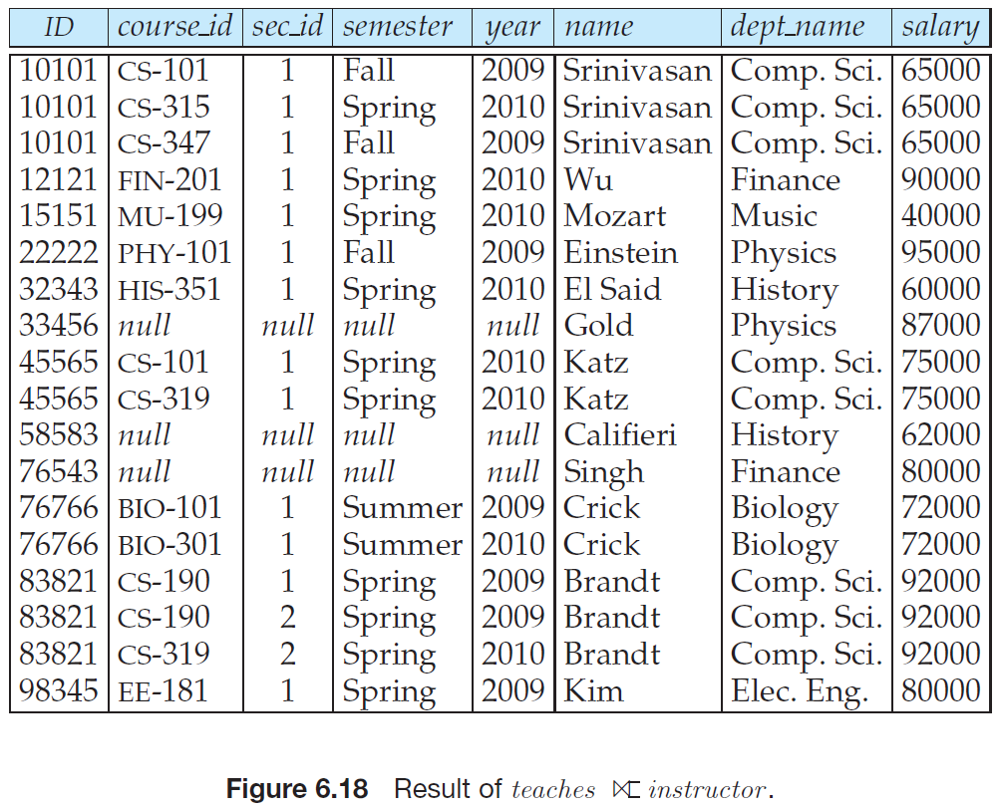 ID course_id sec_id semester year name dept_name salary
10101 CS-101 1 Fall 2009 Srinivasan Comp. Sci. 65000
10101 CS-315 1 Spring 2010 Srinivasan Comp. Sci. 65000
10101 CS-347 1 Fall 2009 Srinivasan Comp. Sci. 65000
12121 FIN-201 1 Spring 2010 Wu Finance 90000
15151 MU-199 1 Spring 2010 Mozart Music 40000
22222 PHY-101 1 Fall 2009 Einstein Physics 95000
32343 HIS-351 1 Spring 2010 El Said History 60000
33456 null null null null Gold Physics 87000
45565 CS-101 1 Spring 2010 Katz Comp. Sci. 75000
45565 CS-319 1 Spring 2010 Katz Comp. Sci. 75000
58583 null null null null Califieri History 62000
76543 null null null null Singh Finance 80000
76766 BIO-101 1 Summer 2009 Crick Biology 72000
76766 BIO-301 1 Summer 2010 Crick Biology 72000
83821 CS-190 1 Spring 2009 Brandt Comp. Sci. 92000
83821 CS-190 2 Spring 2009 Brandt Comp. Sci. 92000
83821 CS-319 2 Spring 2010 Brandt Comp. Sci. 92000
98345 EE-181 1 Spring 2009 Kim Elec. Eng. 80000
Figure 6.18 Result of teaches ⟖ instructor.